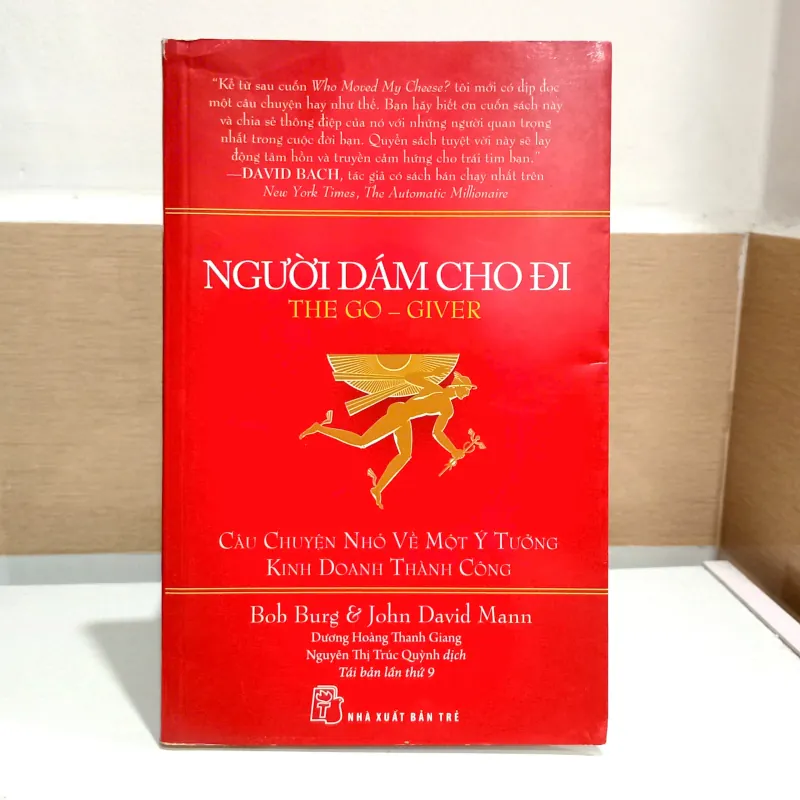 “Kể từ sau cuốn Who Moved My Cheese? tôi mới có dịp đọc
một câu chuyện hay như thế. Bạn hãy biết ơn cuốn sách này
và chia sẻ thông điệp của nó với những người quan trọng
nhất trong cuộc đời bạn. Quyển sách tuyệt vời này sẽ lay
động tâm hồn và truyền cảm hứng cho trái tim bạn.”
—DAVID BACH, tác giả có sách bán chạy nhất trên
New York Times, The Automatic Millionaire
NGƯỜI DÁM CHO ĐI
THE GO – GIVER
CÂU CHUYỆN NHỎ VỀ MỘT Ý TƯỞNG
KINH DOANH THÀNH CÔNG
Bob Burg & John David Mann
Dương Hoàng Thanh Giang
Nguyễn Thị Trúc Quỳnh dịch
Tái bản lần thứ 9
NHÀ XUẤT BẢN TRẺ